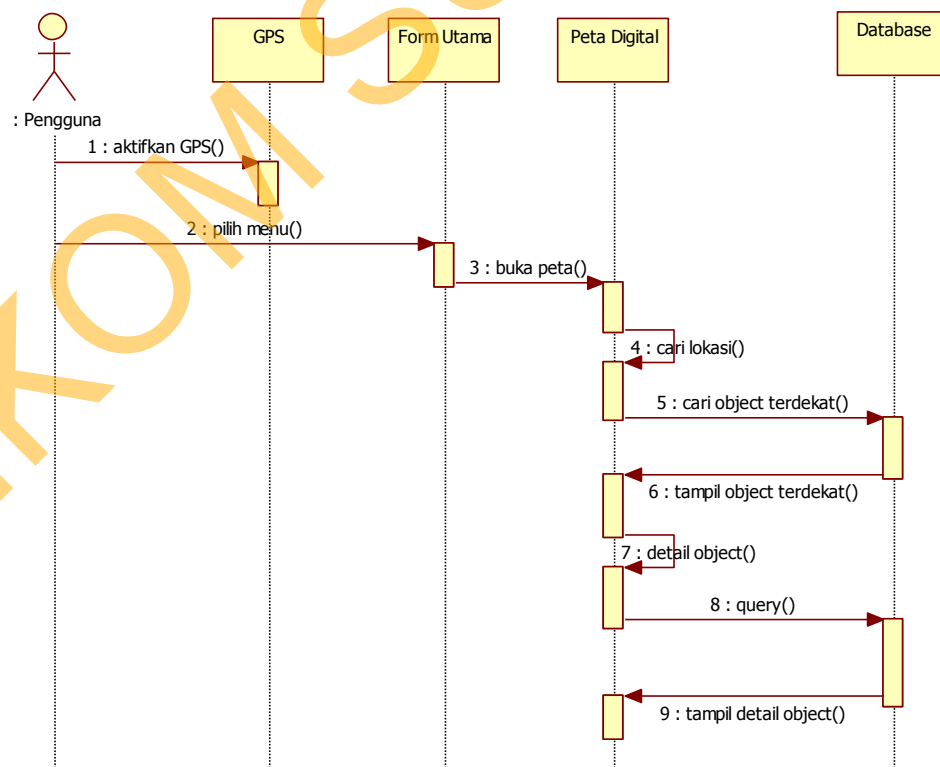 GPS
Form Utama
Peta Digital
Database
: Pengguna
1 : aktifkan GPS()
2 : pilih menu()
3 : buka peta()
4 : cari lokasi()
5 : cari object terdekat()
6 : tampil object terdekat()
7 : detail object()
8 : query()
9 : tampil detail object()
KOM S